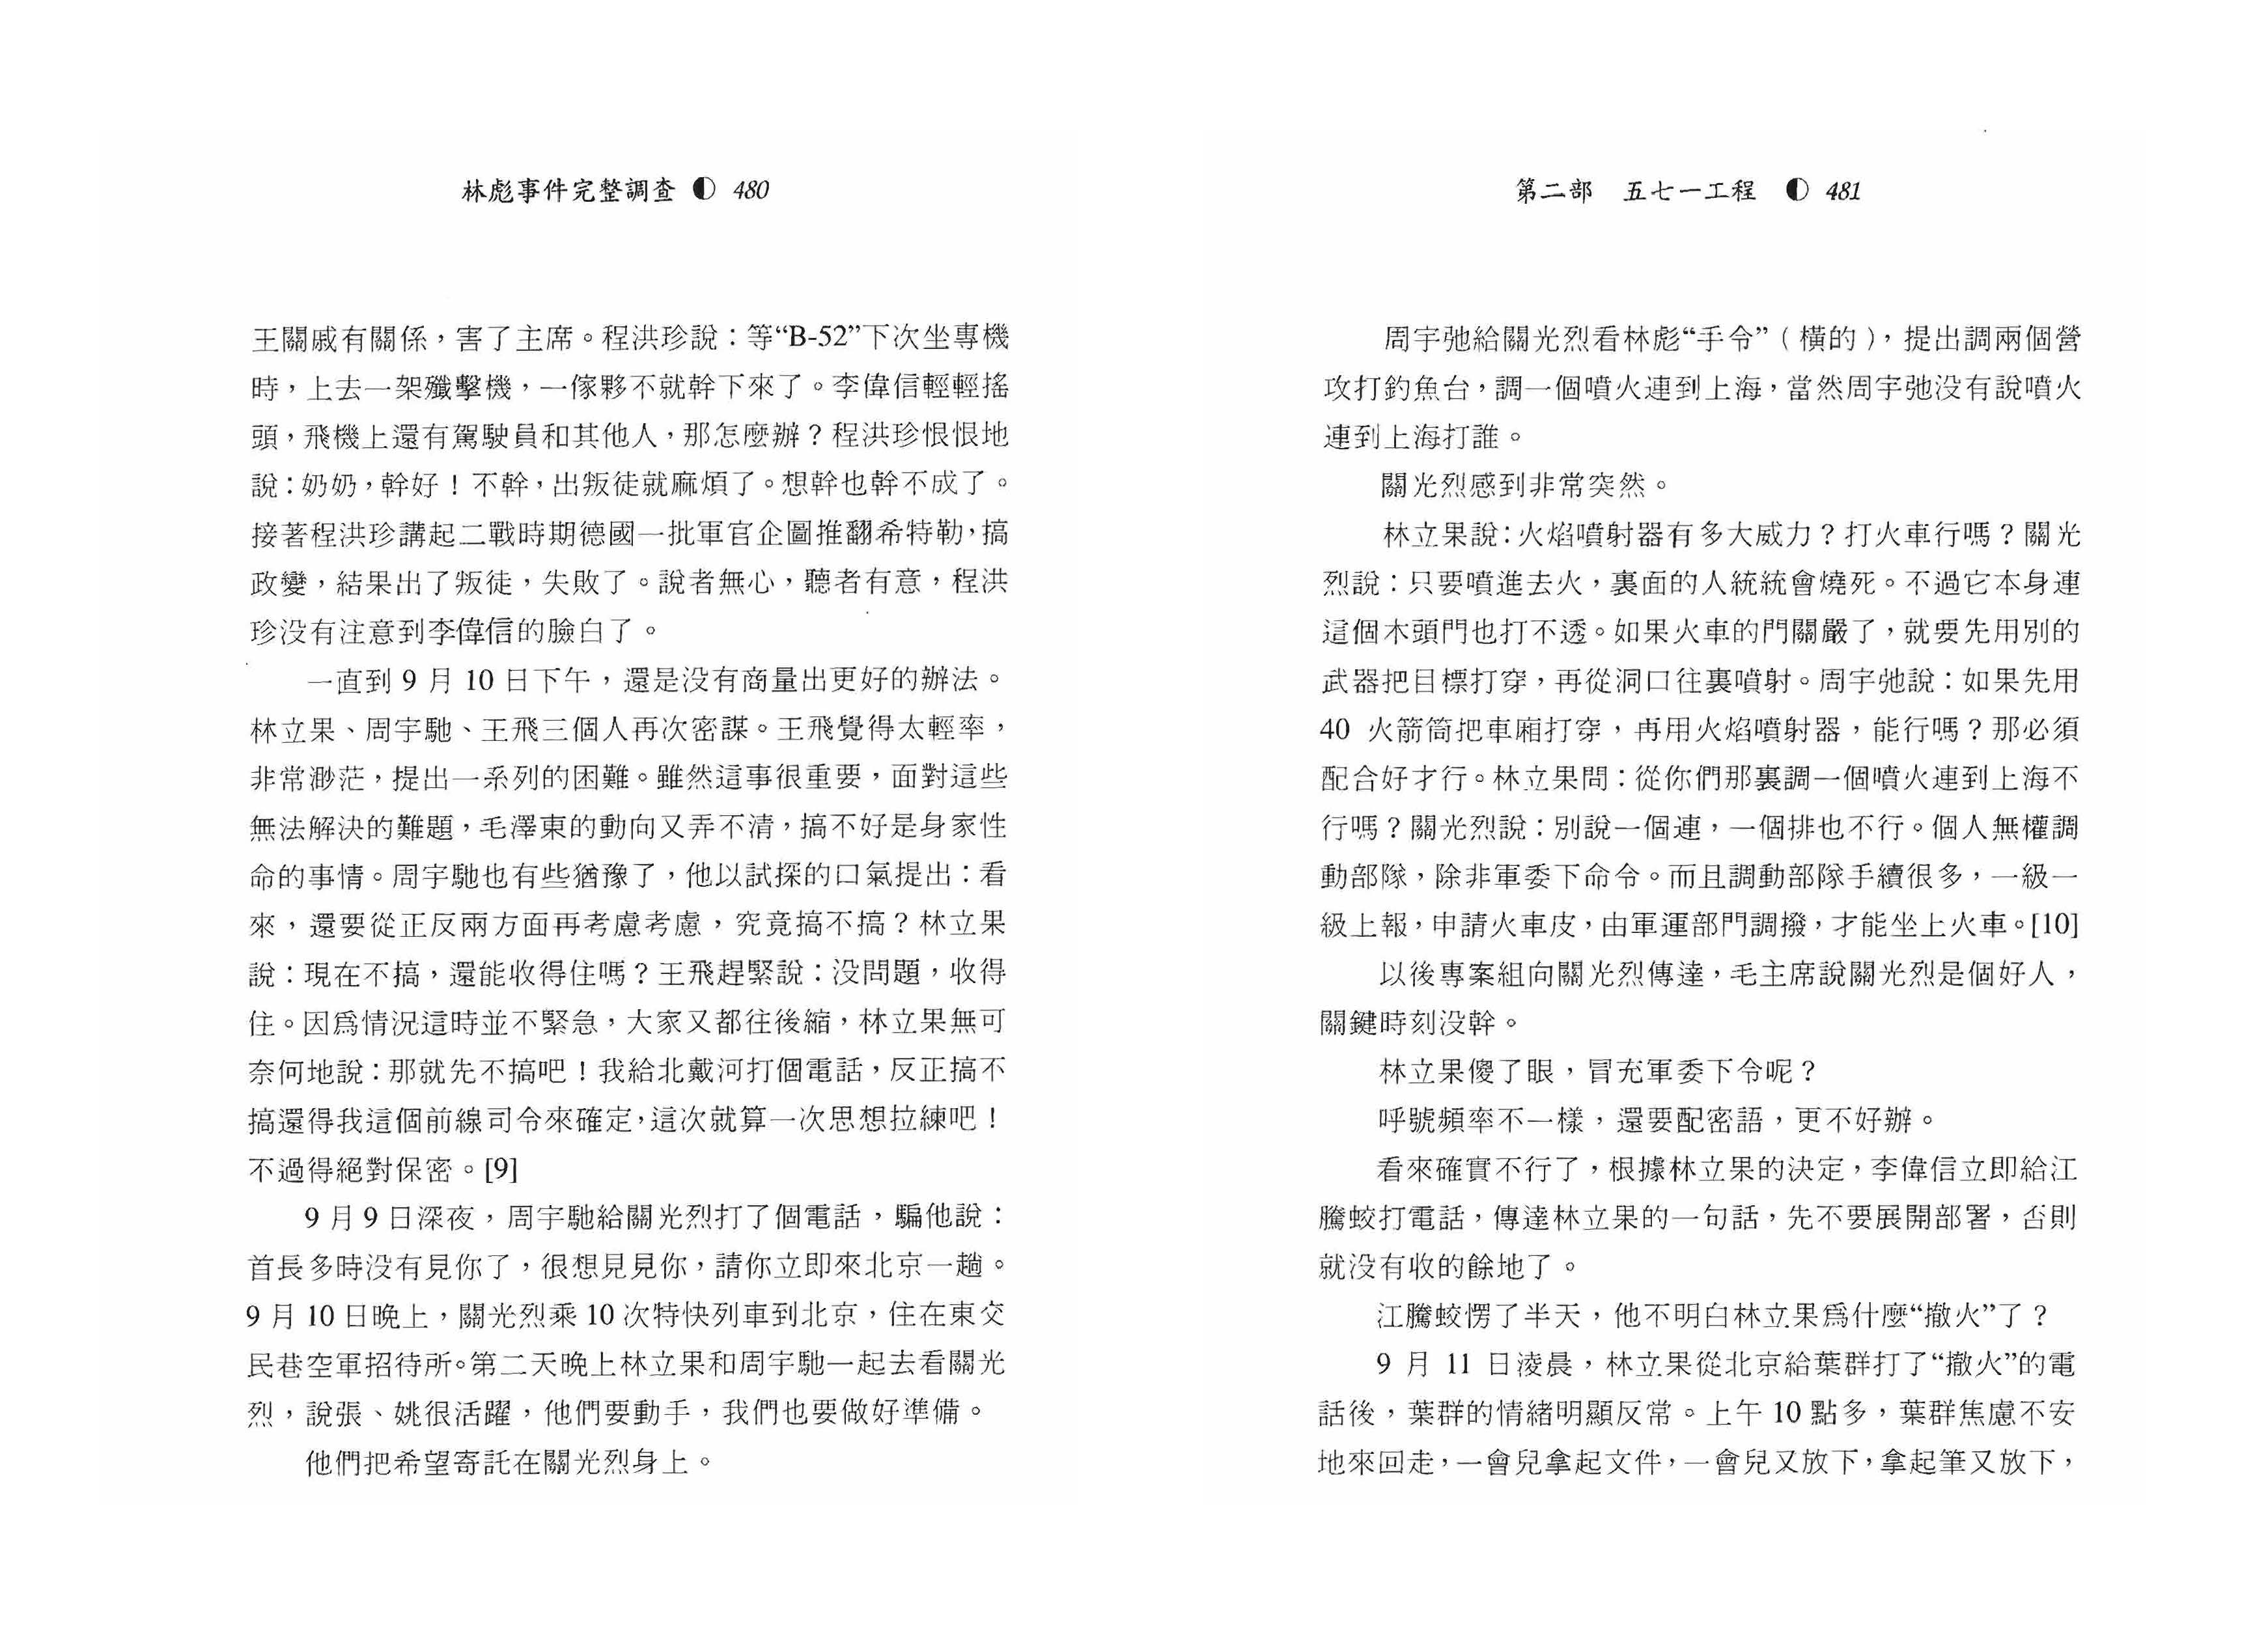 林彪事件完整調查 ◐ 480
王關戚有關係，害了主席。程洪珍說：等“B-52”下次坐專機
時，上去一架殲擊機，一傢夥不就幹下來了。李偉信輕輕搖
頭，飛機上還有駕駛員和其他人，那怎麼辦？程洪珍恨恨地
說：奶奶，幹好！不幹，出叛徒就麻煩了。想幹也幹不成了。
接著程洪珍講起二戰時期德國一批軍官企圖推翻希特勒，搞
政變，結果出了叛徒，失敗了。說者無心，聽者有意，程洪
珍没有注意到李偉信的臉白了。
一直到 9 月 10 日下午，還是没有商量出更好的辦法。
林立果、周宇馳、王飛三個人再次密謀。王飛覺得太輕率，
非常渺茫，提出一系列的困難。雖然這事很重要，面對這些
無法解決的難題，毛澤東的動向又弄不清，搞不好是身家性
命的事情。周宇馳也有些猶豫了，他以試探的口氣提出：看
來，還要從正反兩方面再考慮考慮，究竟搞不搞？林立果
說：現在不搞，還能收得住嗎？王飛趕緊說：没問題，收得
住。因爲情況這時並不緊急，大家又都往後縮，林立果無可
奈何地說：那就先不搞吧！我給北戴河打個電話，反正搞不
搞還得我這個前線司令來確定，這次就算一次思想拉練吧！
不過得絕對保密。[9]
9 月 9 日深夜，周宇馳給關光烈打了個電話，騙他說：
首長多時没有見你了，很想見見你，請你立即來北京一趟。
9 月 10 日晚上，關光烈乘 10 次特快列車到北京，住在東交
民巷空軍招待所。第二天晚上林立果和周宇馳一起去看關光
烈，說張、姚很活躍，他們要動手，我們也要做好準備。
他們把希望寄託在關光烈身上。
第二部　五七一工程　◐ 481
周宇弛給關光烈看林彪“手令”（橫的），提出調兩個營
攻打釣魚台，調一個噴火連到上海，當然周宇弛没有說噴火
連到上海打誰。
關光烈感到非常突然。
林立果說：火焰噴射器有多大威力？打火車行嗎？關光
烈說：只要噴進去火，裏面的人統統會燒死。不過它本身連
這個木頭門也打不透。如果火車的門關嚴了，就要先用別的
武器把目標打穿，再從洞口往裏噴射。周宇弛說：如果先用
40 火箭筒把車廂打穿，再用火焰噴射器，能行嗎？那必須
配合好才行。林立果問：從你們那裏調一個噴火連到上海不
行嗎？關光烈說：別說一個連，一個排也不行。個人無權調
動部隊，除非軍委下命令。而且調動部隊手續很多，一級一
級上報，申請火車皮，由軍運部門調撥，才能坐上火車。[10]
以後專案組向關光烈傳達，毛主席說關光烈是個好人，
關鍵時刻没幹。
林立果傻了眼，冒充軍委下令呢？
呼號頻率不一樣，還要配密語，更不好辦。
看來確實不行了，根據林立果的決定，李偉信立即給江
騰蛟打電話，傳達林立果的一句話，先不要展開部署，否則
就没有收的餘地了。
江騰蛟愣了半天，他不明白林立果爲什麼“撤火”了？
9 月 11 日淩晨，林立果從北京給葉群打了“撤火”的電
話後，葉群的情緒明顯反常。上午 10 點多，葉群焦慮不安
地來回走，一會兒拿起文件，一會兒又放下，拿起筆又放下，